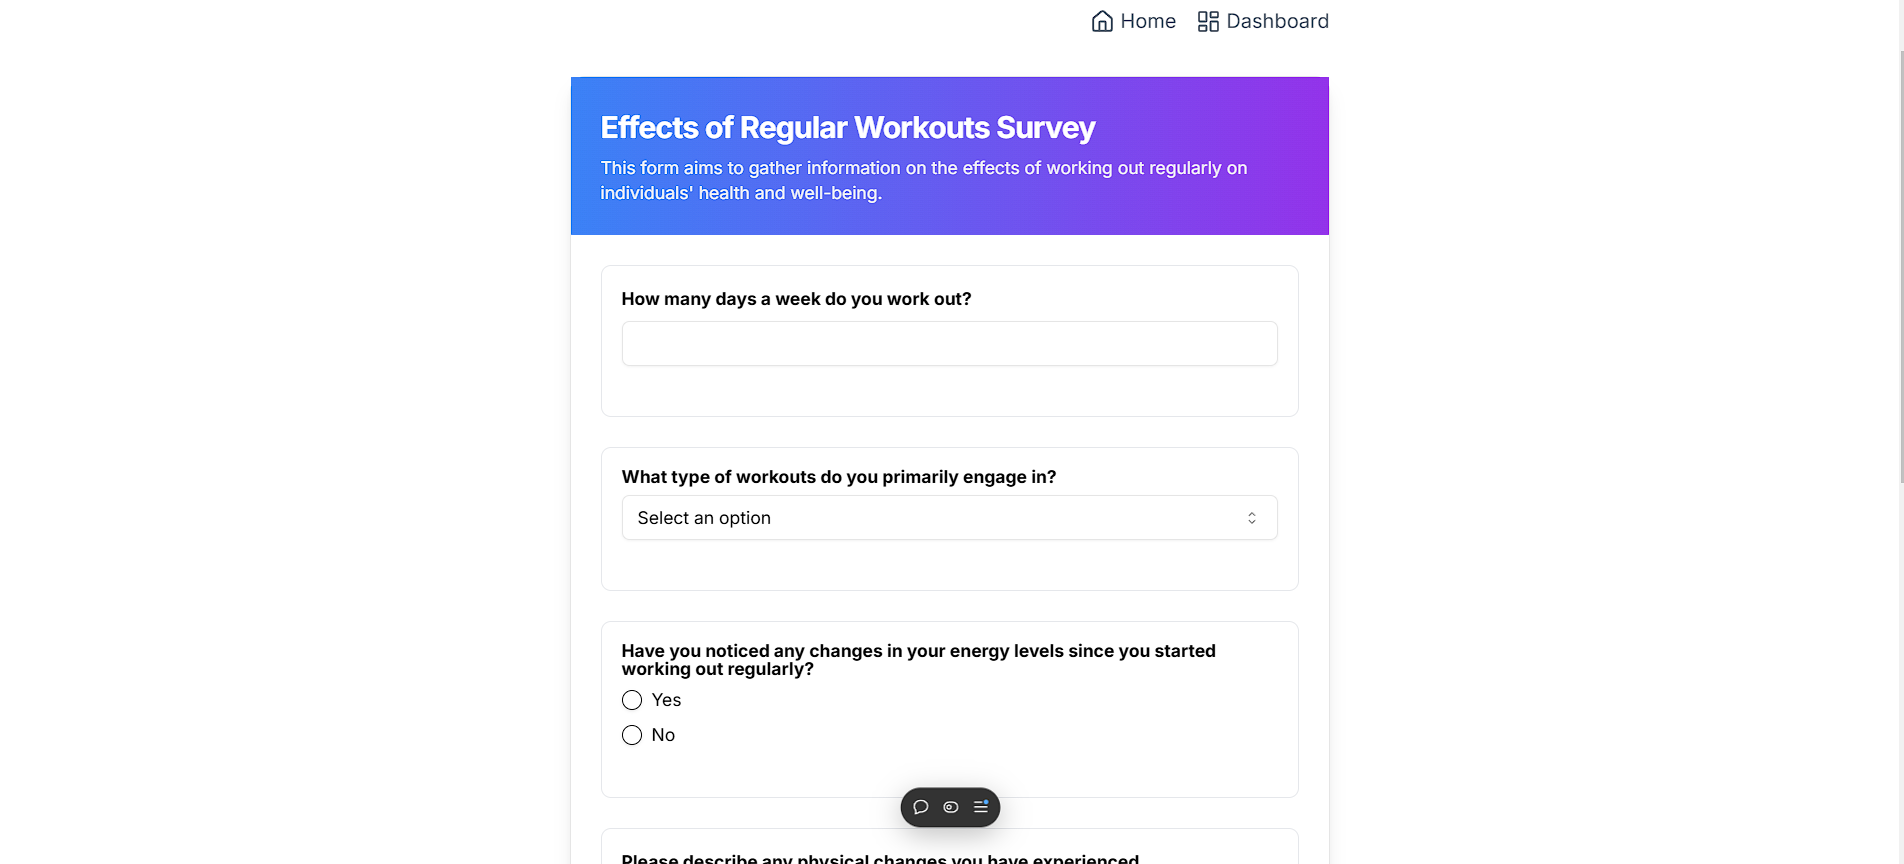 Home Dashboard
Effects of Regular Workouts Survey
This form aims to gather information on the effects of working out regularly on
individuals' health and well-being.
How many days a week do you work out?
What type of workouts do you primarily engage in?
Select an option
Have you noticed any changes in your energy levels since you started
working out regularly?
Yes
No
Please describe any physical changes you have experienced